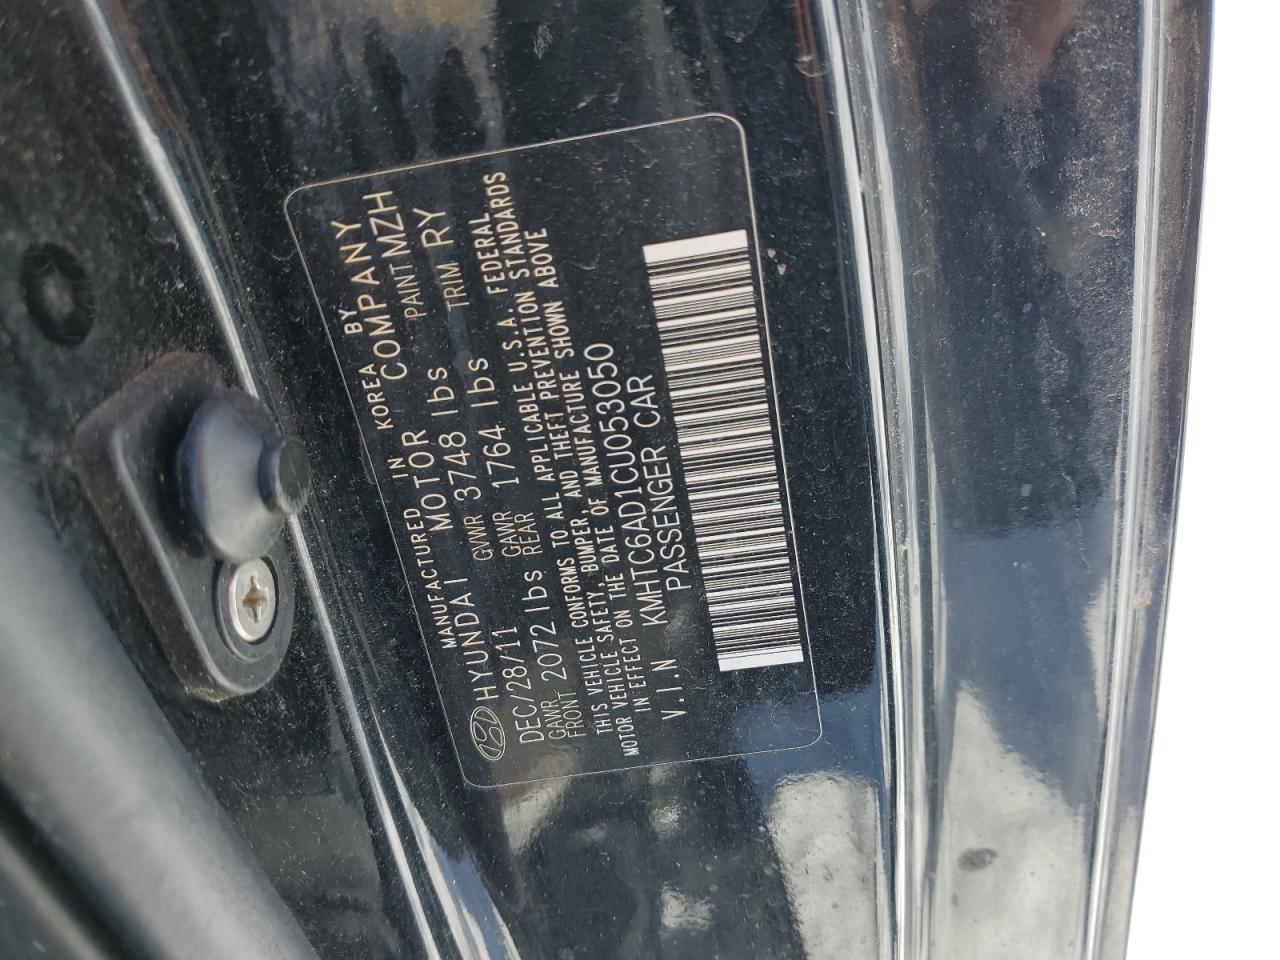 MANUFACTURED IN KOREA BY
HYUNDAI MOTOR COMPANY
DEC/28/11 GVWR 3748 lbs PAINT MZH
GAWR FRONT 2072 lbs GAWR REAR 1764 lbs TRIM RY
THIS VEHICLE CONFORMS TO ALL APPLICABLE U.S.A. FEDERAL
MOTOR VEHICLE SAFETY, BUMPER, AND THEFT PREVENTION STANDARDS
IN EFFECT ON THE DATE OF MANUFACTURE SHOWN ABOVE
V.I.N KMHTC6AD1CU053050
PASSENGER CAR